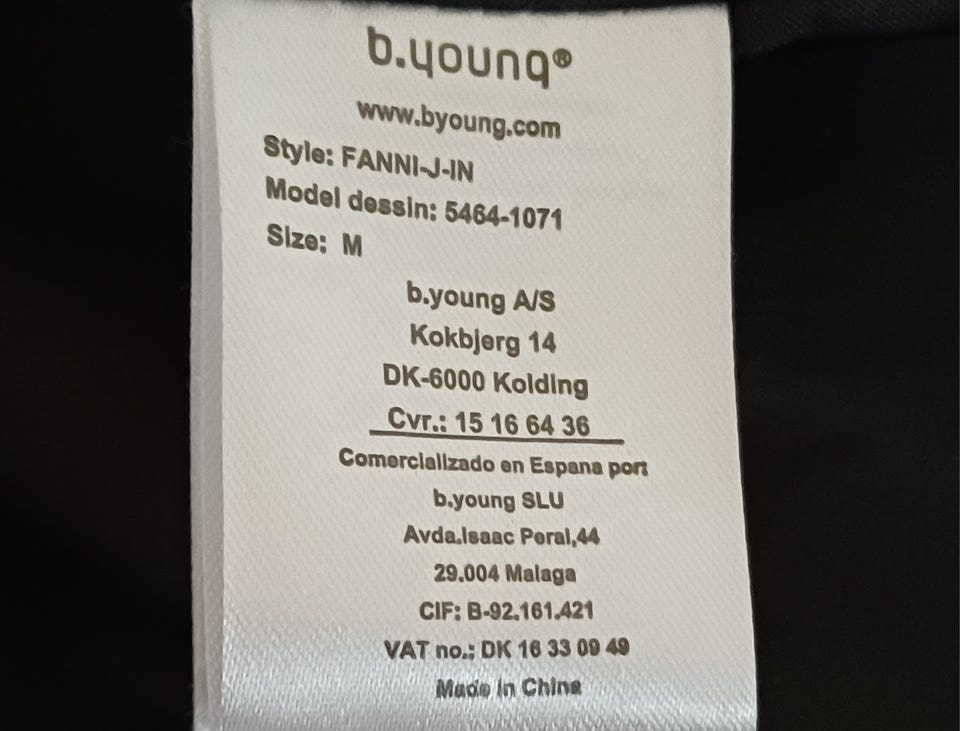 b.young®
www.byoung.com
Style: FANNI-J-IN
Model dessin: 5464-1071
Size: M
b.young A/S
Kokbjerg 14
DK-6000 Kolding
Cvr.: 15 16 64 36
Comercializado en Espana port
b.young SLU
Avda.Isaac Peral,44
29.004 Malaga
CIF: B-92.161.421
VAT no.: DK 16 33 09 49
Made in China